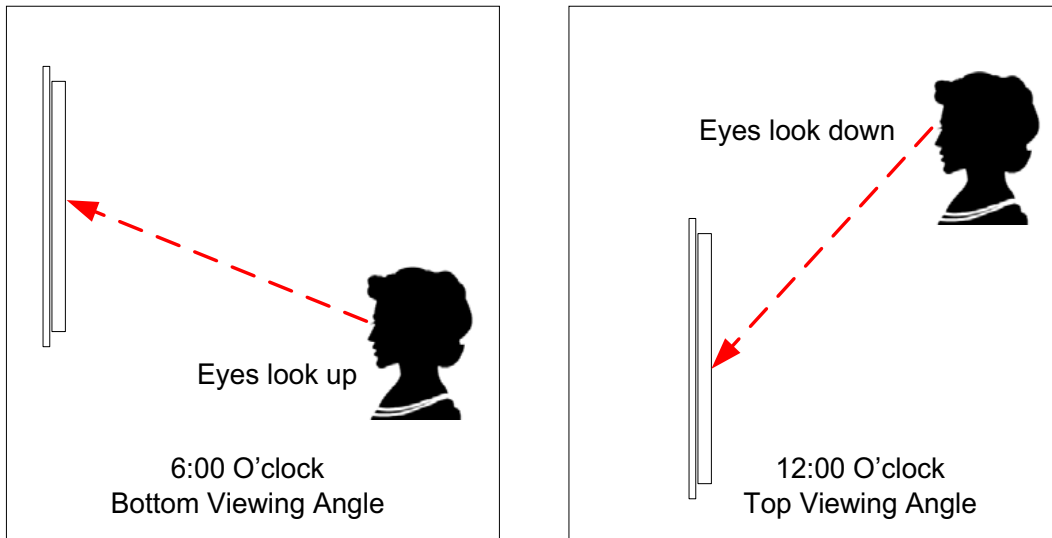 Eyes look up
6:00 O’clock
Bottom Viewing Angle
Eyes look down
12:00 O’clock
Top Viewing Angle